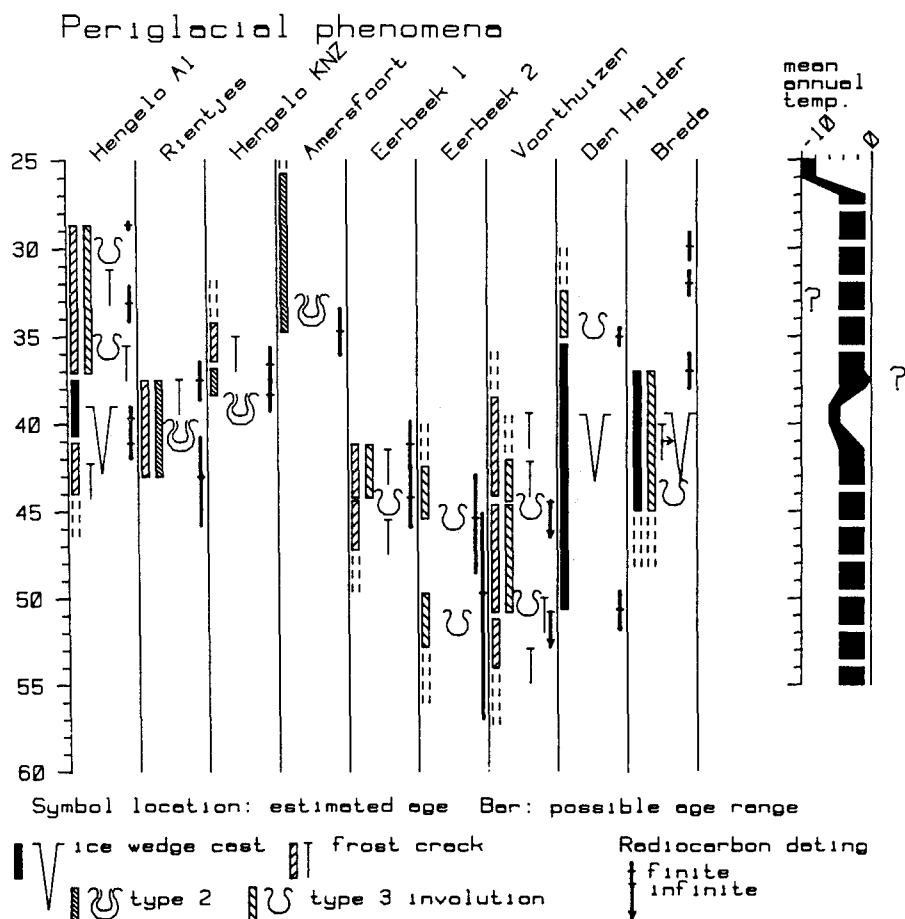 Periglacial phenomena
Hengelo A1
Rientjes
Hengelo KNZ
Amersfoort
Eerbeek 1
Eerbeek 2
Voorthuizen
Den Helder
Breda
mean
annual
temp.
-10 0
25
30
35
40
45
50
55
60
?
?
Symbol location: estimated age Bar: possible age range
ice wedge cast
frost crack
type 2
type 3 involution
Radiocarbon dating
finite
infinite